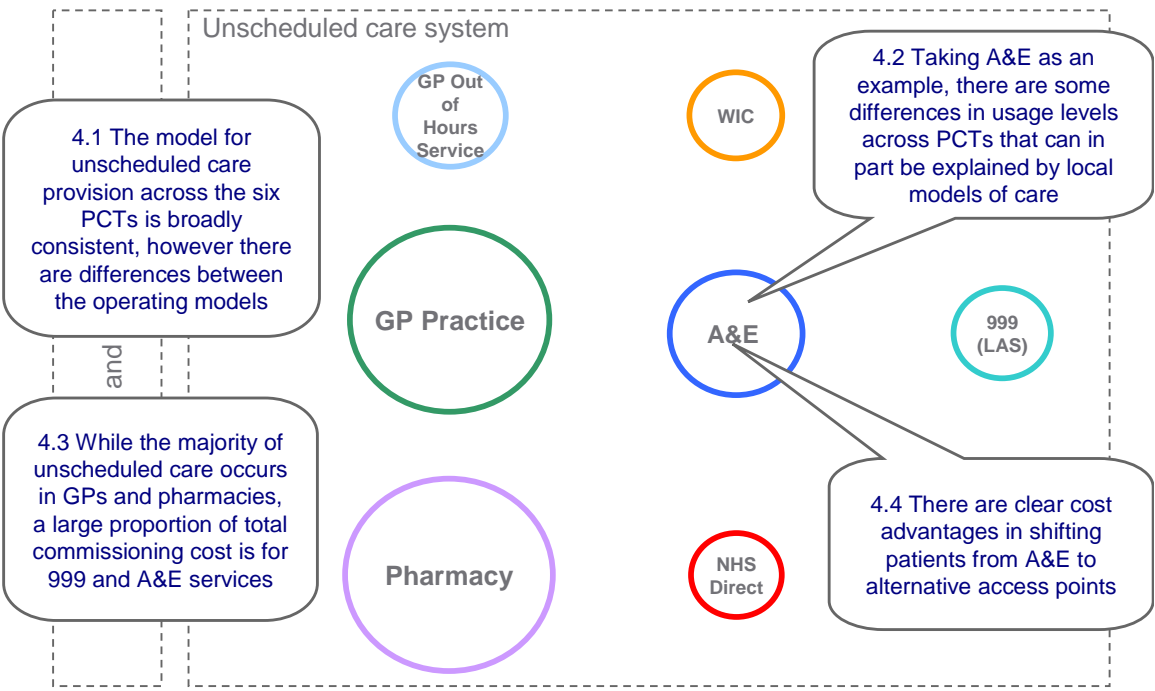 Unscheduled care system
GP Out
of
Hours
Service
WIC
4.2 Taking A&E as an
example, there are some
differences in usage levels
across PCTs that can in
part be explained by local
models of care
4.1 The model for
unscheduled care
provision across the six
PCTs is broadly
consistent, however there
are differences between
the operating models
GP Practice
A&E
999
(LAS)
and
4.3 While the majority of
unscheduled care occurs
in GPs and pharmacies,
a large proportion of total
commissioning cost is for
999 and A&E services
Pharmacy
NHS
Direct
4.4 There are clear cost
advantages in shifting
patients from A&E to
alternative access points